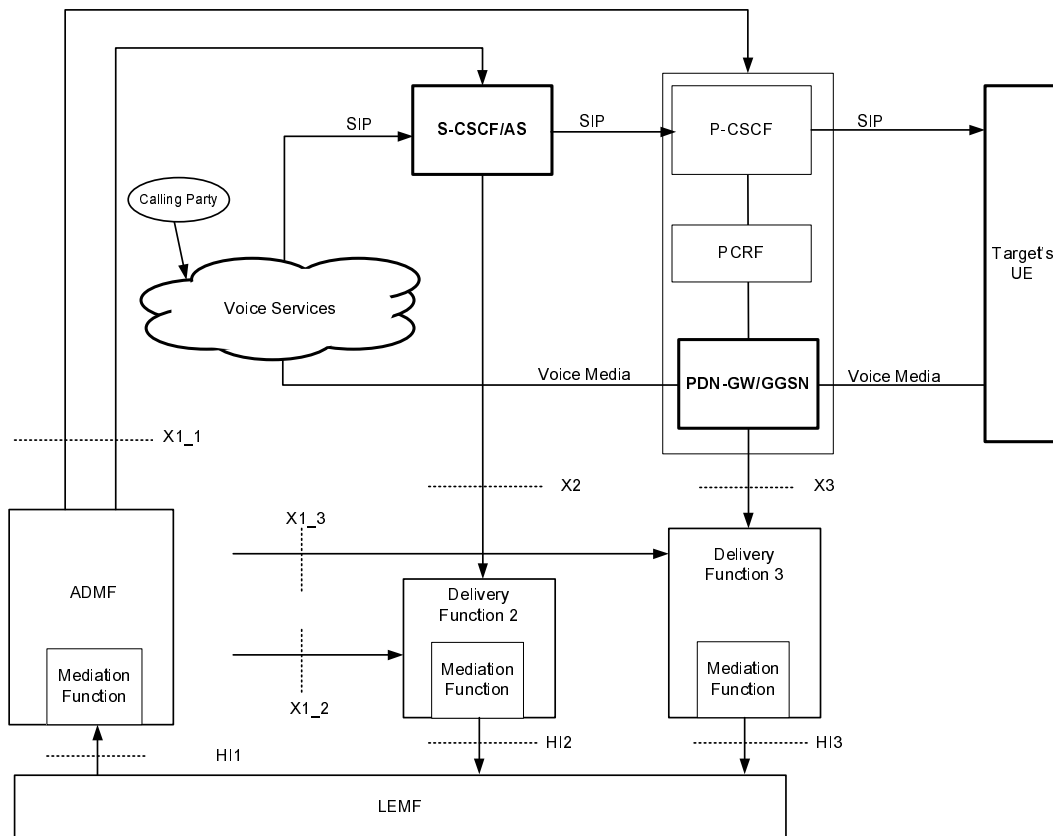 SIP
S-CSCF/AS
SIP
P-CSCF
SIP
Calling Party
PCRF
Target's
UE
Voice Services
Voice Media
PDN-GW/GGSN
Voice Media
X1_1
X2
X3
X1_3
Delivery
Function 3
ADMF
Delivery
Function 2
Mediation
Function
Mediation
Function
Mediation
Function
X1_2
HI1
HI2
HI3
LEMF